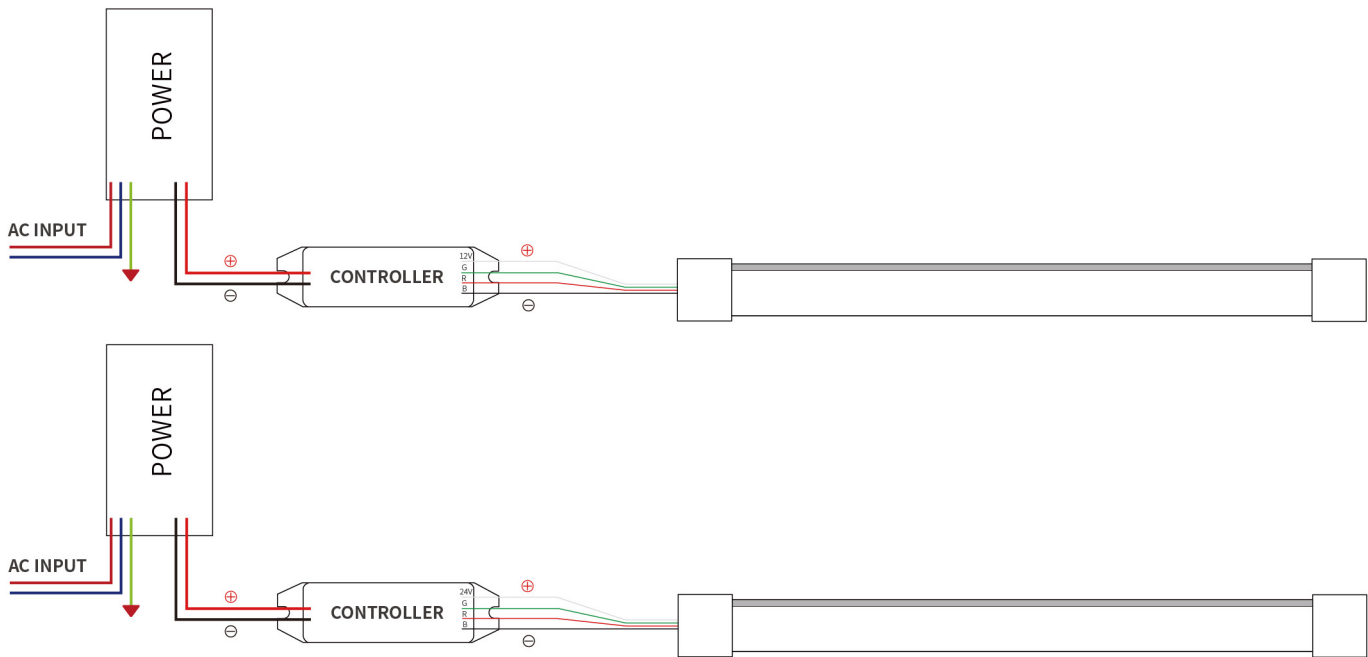 POWER
AC INPUT
⊕
⊖
CONTROLLER
12V
G
R
B
⊕
⊖
POWER
AC INPUT
⊕
⊖
CONTROLLER
24V
G
R
B
⊕
⊖